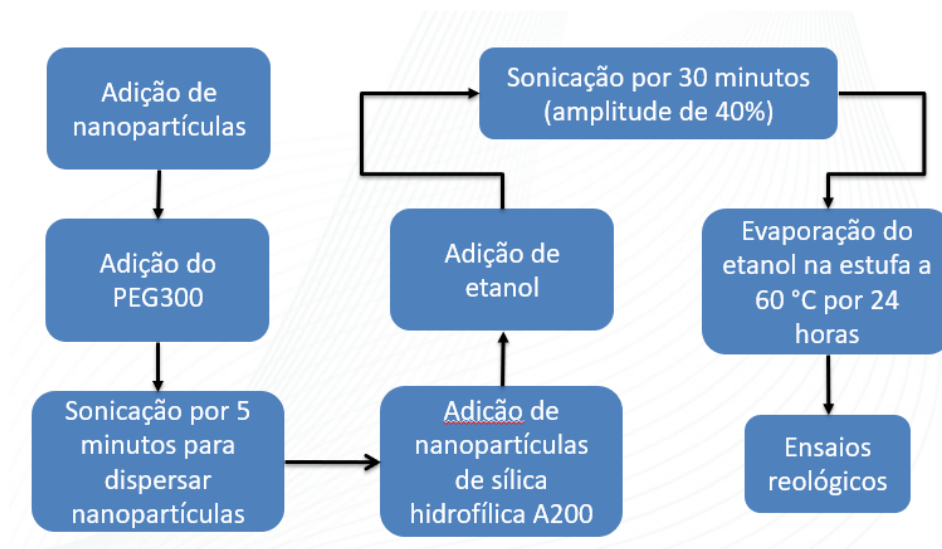 Adição de
nanopartículas
Adição do
PEG300
Sonicação por 5
minutos para
dispersar
nanopartículas
Adicão de
nanopartículas
de sílica
hidrofílica A200
Adição de
etanol
Sonicação por 30 minutos
(amplitude de 40%)
Evaporação do
etanol na estufa a
60 °C por 24
horas
Ensaios
reológicos